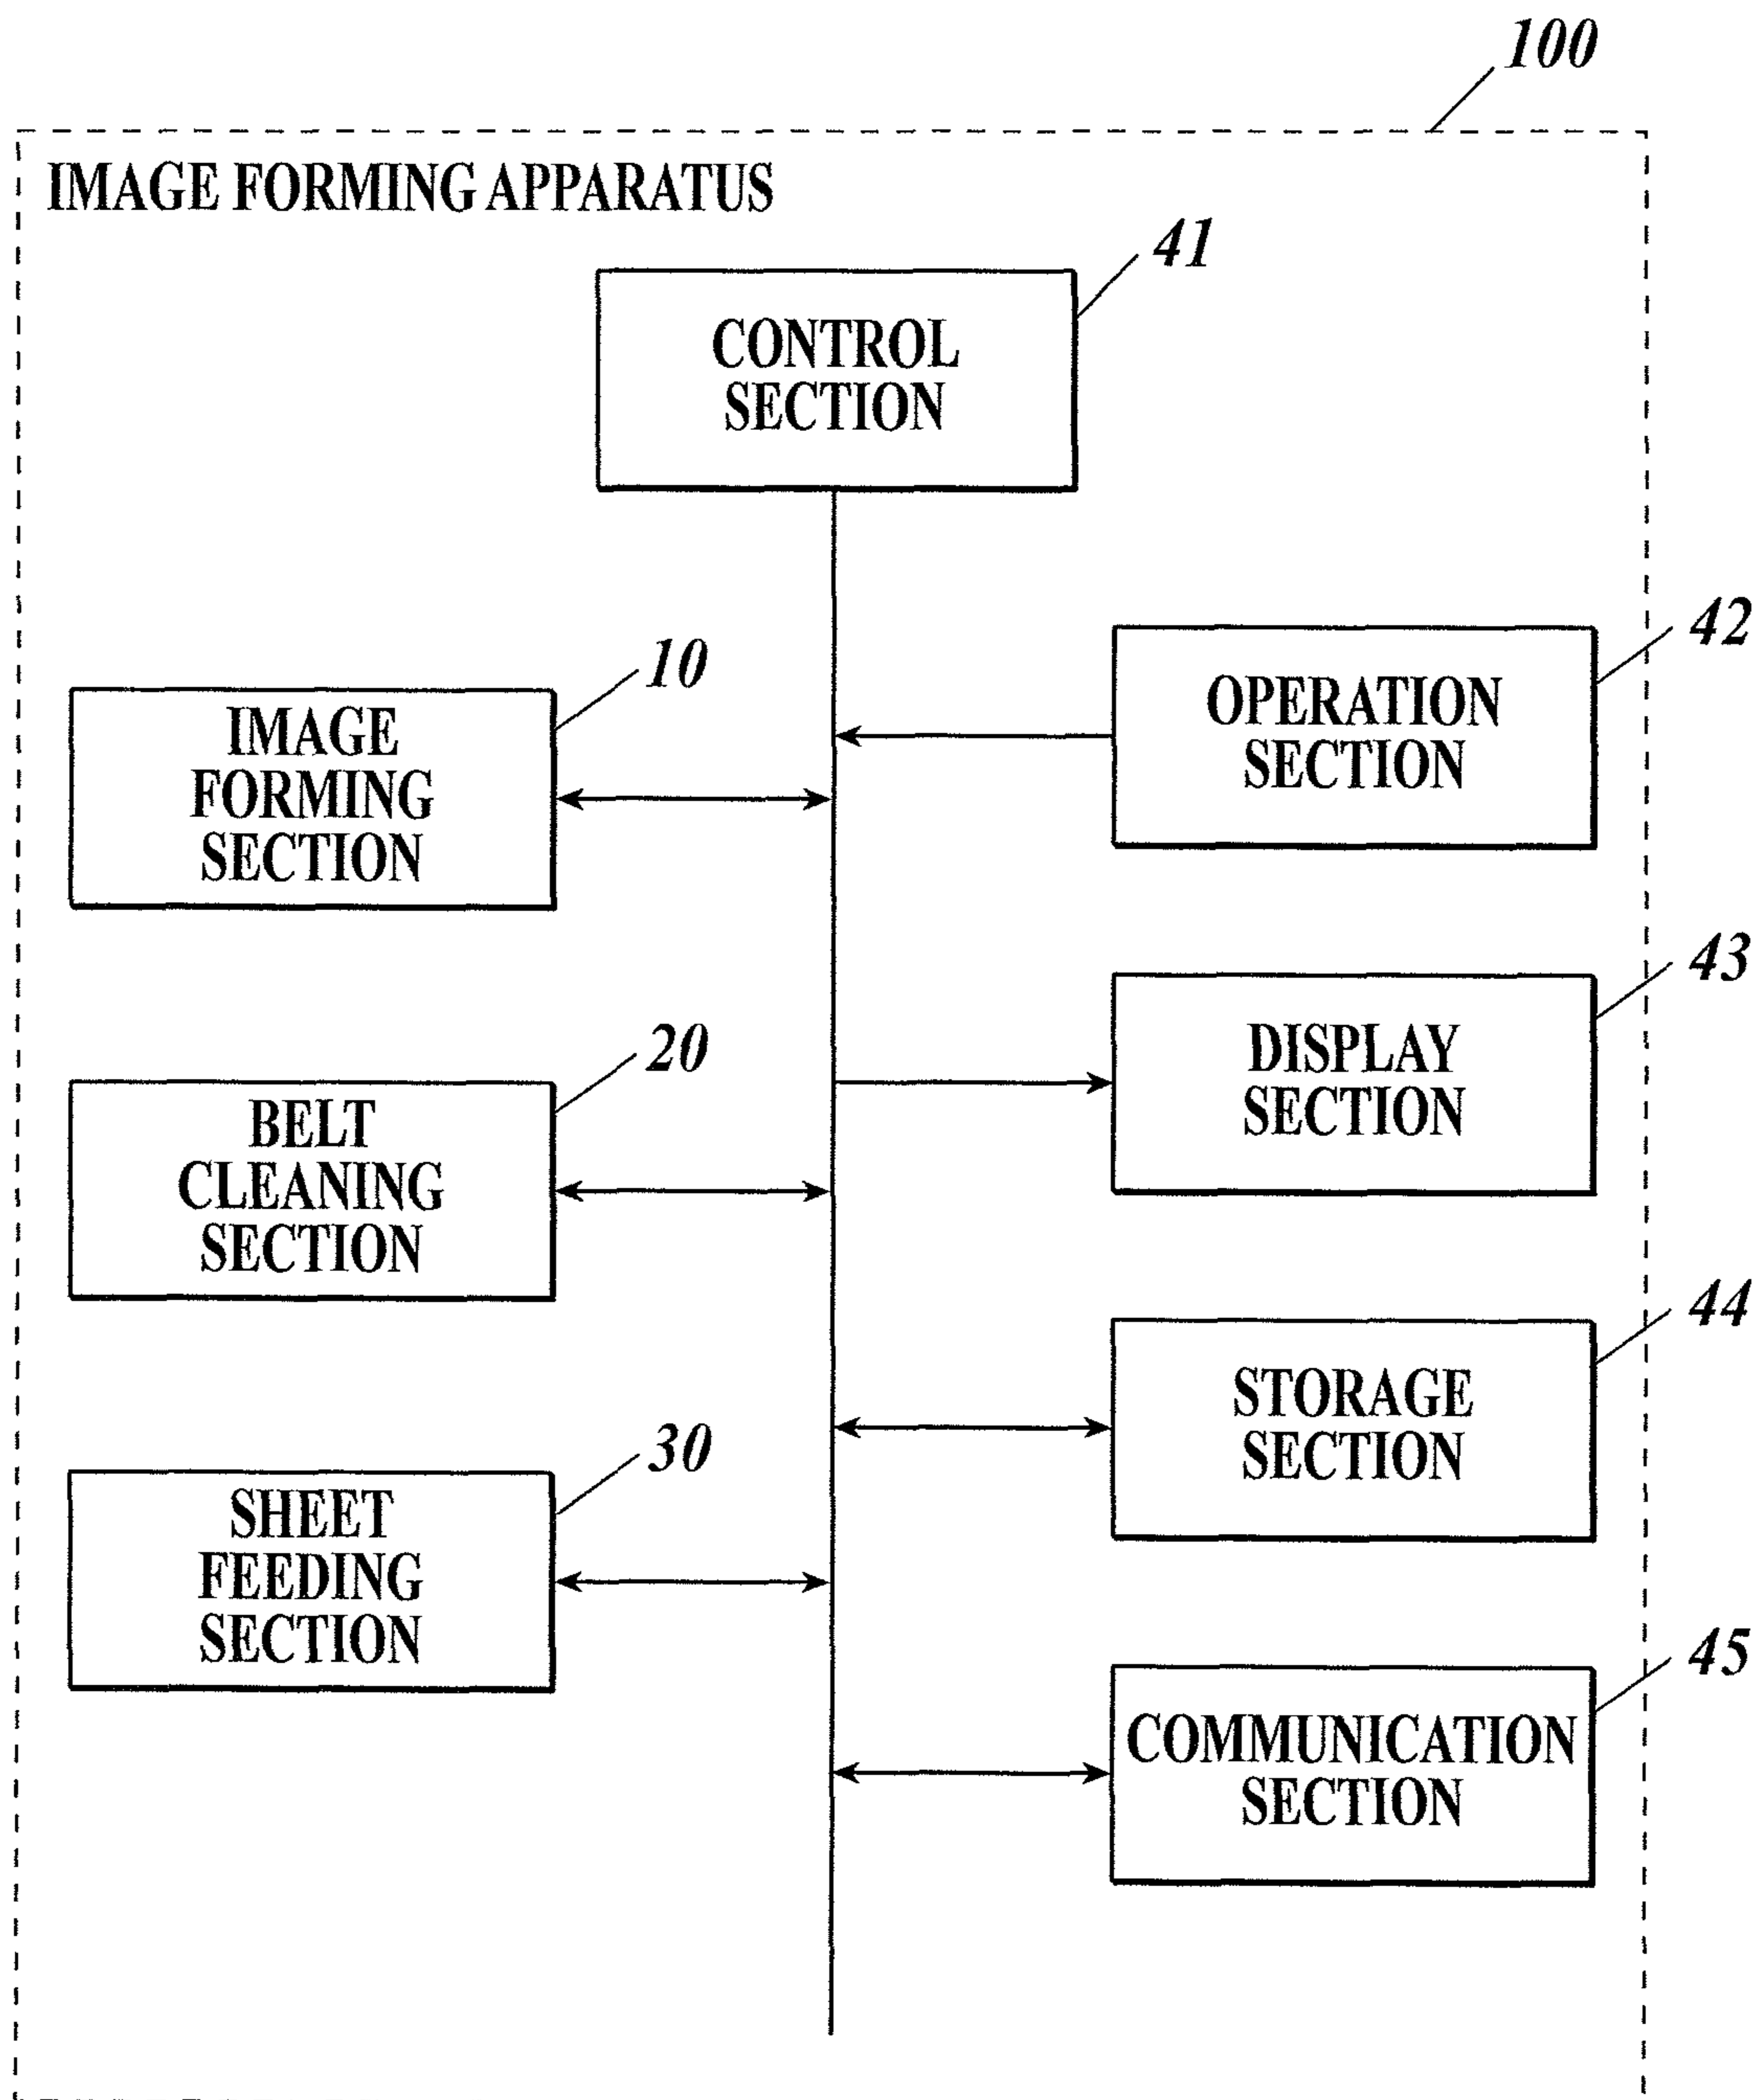 100
IMAGE FORMING APPARATUS
41
CONTROL
SECTION
10
IMAGE
FORMING
SECTION
42
OPERATION
SECTION
20
BELT
CLEANING
SECTION
43
DISPLAY
SECTION
30
SHEET
FEEDING
SECTION
44
STORAGE
SECTION
45
COMMUNICATION
SECTION